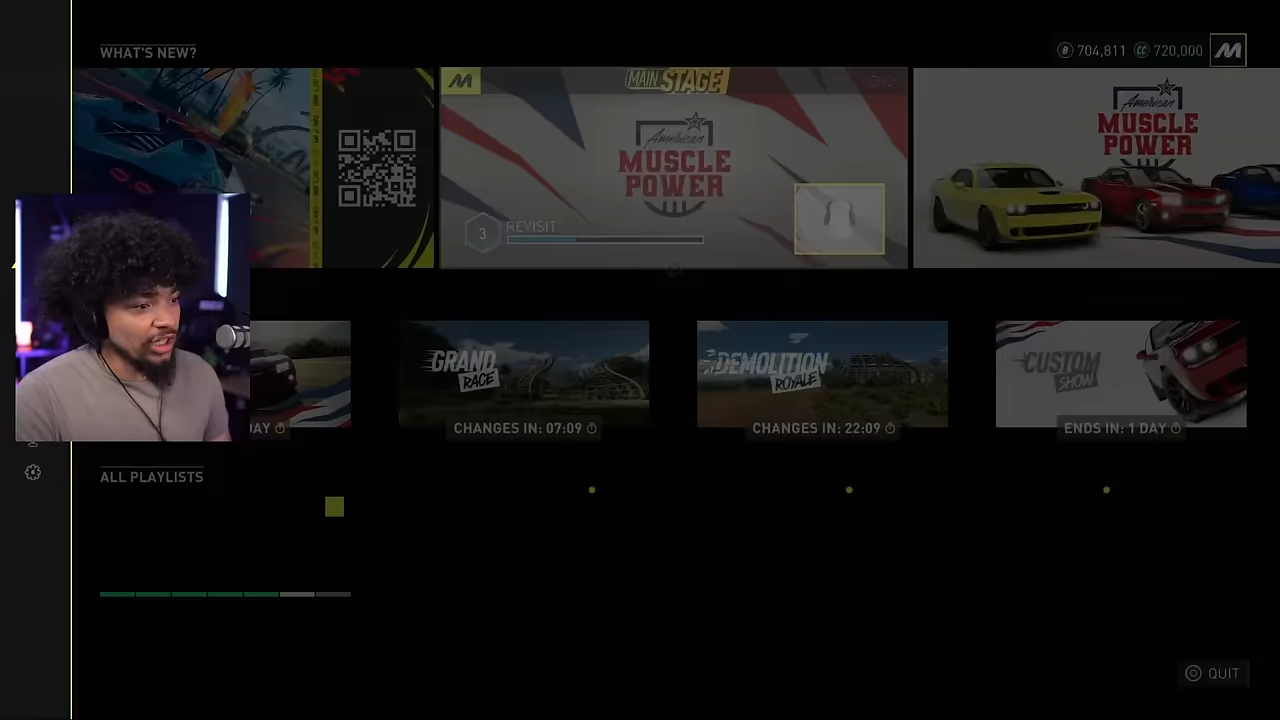 WHAT'S NEW?
704,811
720,000
MAIN STAGE
American
MUSCLE
POWER
3
REVISIT
American
MUSCLE
POWER
GRAND
RACE
DEMOLITION
ROYALE
CUSTOM
SHOW
AY
CHANGES IN: 07:09
CHANGES IN: 22:09
ENDS IN: 1 DAY
ALL PLAYLISTS
QUIT